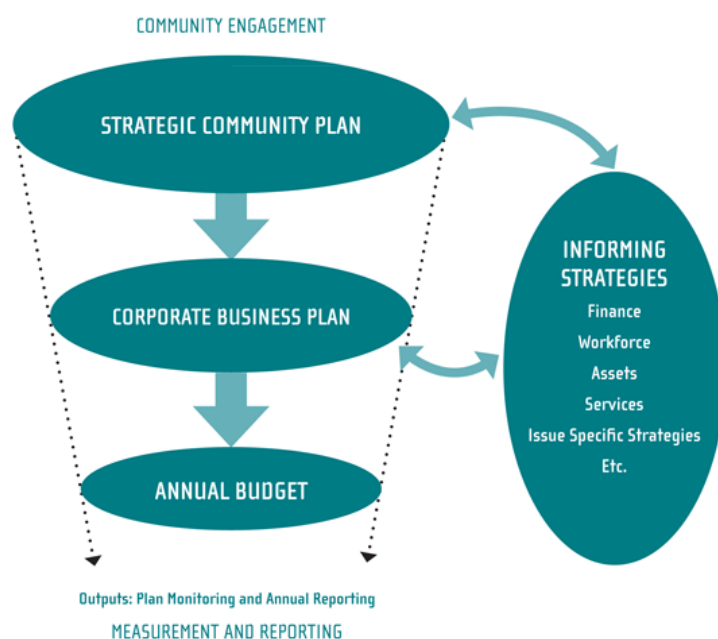 COMMUNITY ENGAGEMENT
STRATEGIC COMMUNITY PLAN
CORPORATE BUSINESS PLAN
ANNUAL BUDGET
INFORMING
STRATEGIES
Finance
Workforce
Assets
Services
Issue Specific Strategies
Etc.
Outputs: Plan Monitoring and Annual Reporting
MEASUREMENT AND REPORTING